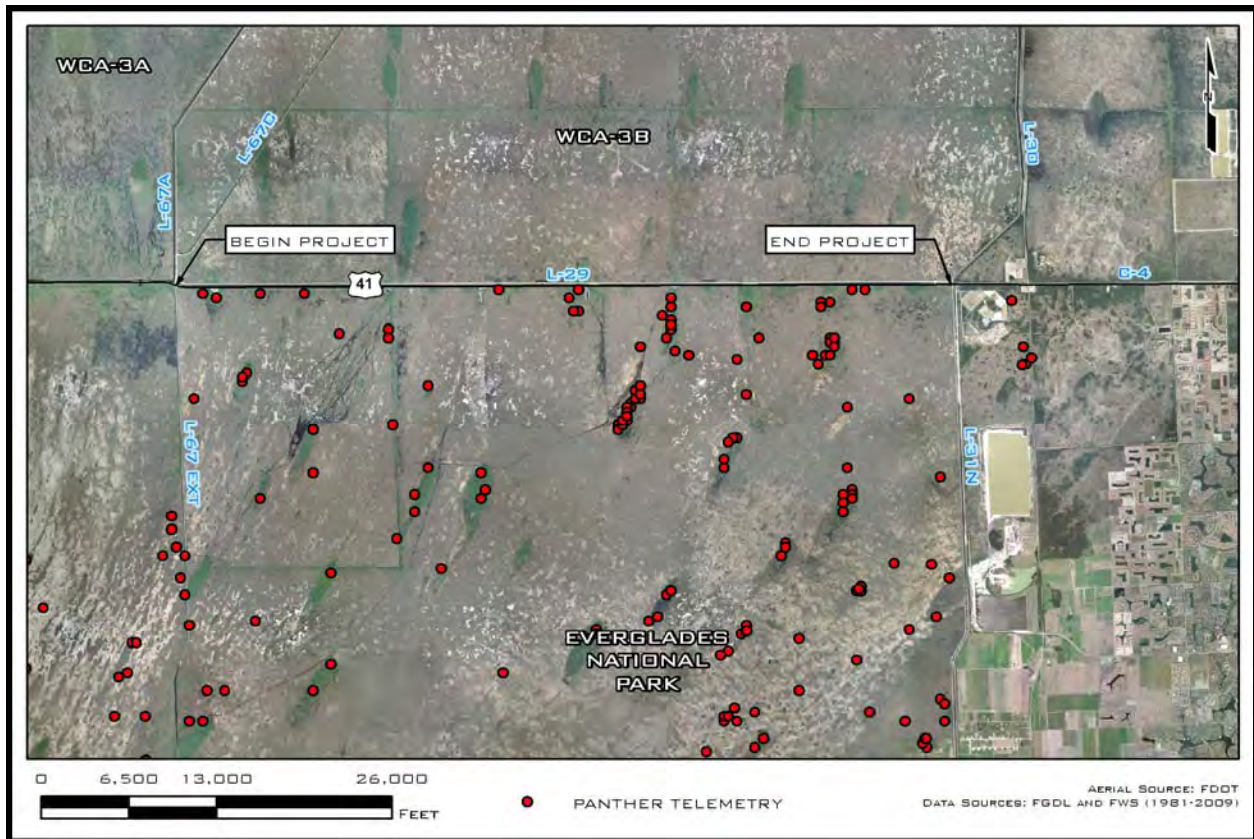 WCA-3A
L-67C
WCA-3B
L-30
L-67A
N
BEGIN PROJECT
END PROJECT
L-29
C-4
41
L-67 EXT
L-31N
EVERGLADES
NATIONAL
PARK
0 6,500 13,000 26,000
FEET
PANTHER TELEMETRY
AERIAL SOURCE: FDOT
DATA SOURCES: FGDL AND FWS (1981-2009)